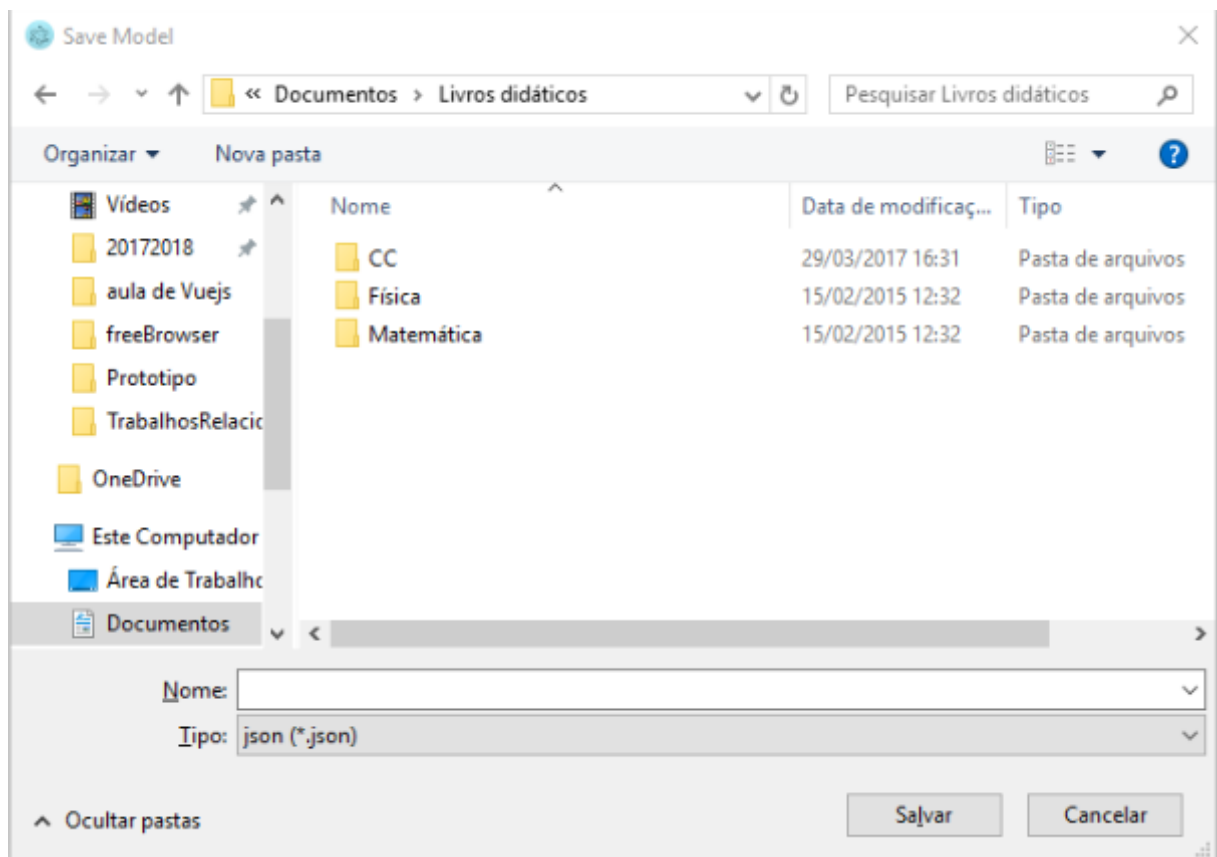 Save Model
« Documentos > Livros didáticos
Pesquisar Livros didáticos
Organizar
Nova pasta
Vídeos
20172018
aula de Vuejs
freeBrowser
Prototipo
TrabalhosRelacic
OneDrive
Este Computador
Área de Trabalhc
Documentos
Nome Data de modificaç... Tipo
CC 29/03/2017 16:31 Pasta de arquivos
Física 15/02/2015 12:32 Pasta de arquivos
Matemática 15/02/2015 12:32 Pasta de arquivos
Nome:
Tipo: json (*.json)
Ocultar pastas
Salvar
Cancelar